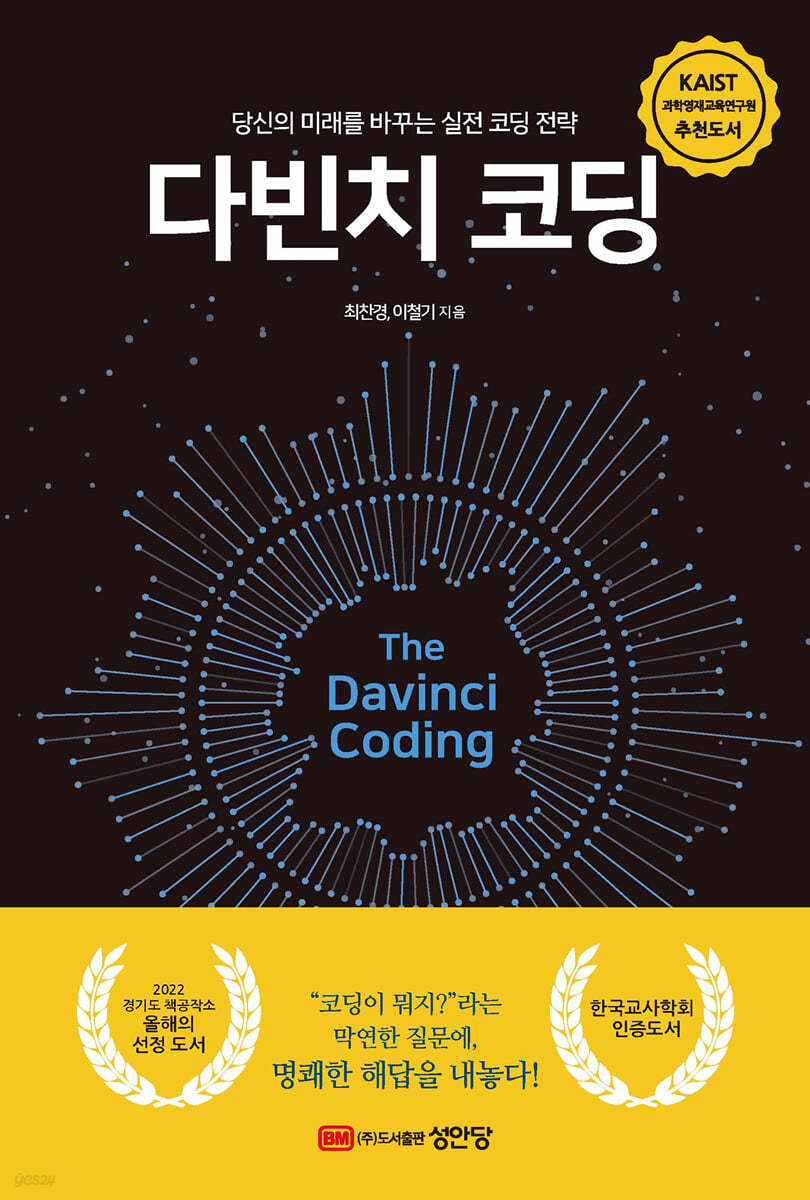 KAIST
과학영재교육연구원
추천도서
당신의 미래를 바꾸는 실전 코딩 전략
다빈치 코딩
최찬경, 이철기 지음
The
Davinci
Coding
2022
경기도 책공작소
올해의
선정 도서
“코딩이 뭐지?”라는
막연한 질문에,
명쾌한 해답을 내놓다!
한국교사학회
인증도서
BM (주)도서출판 성안당
yes24